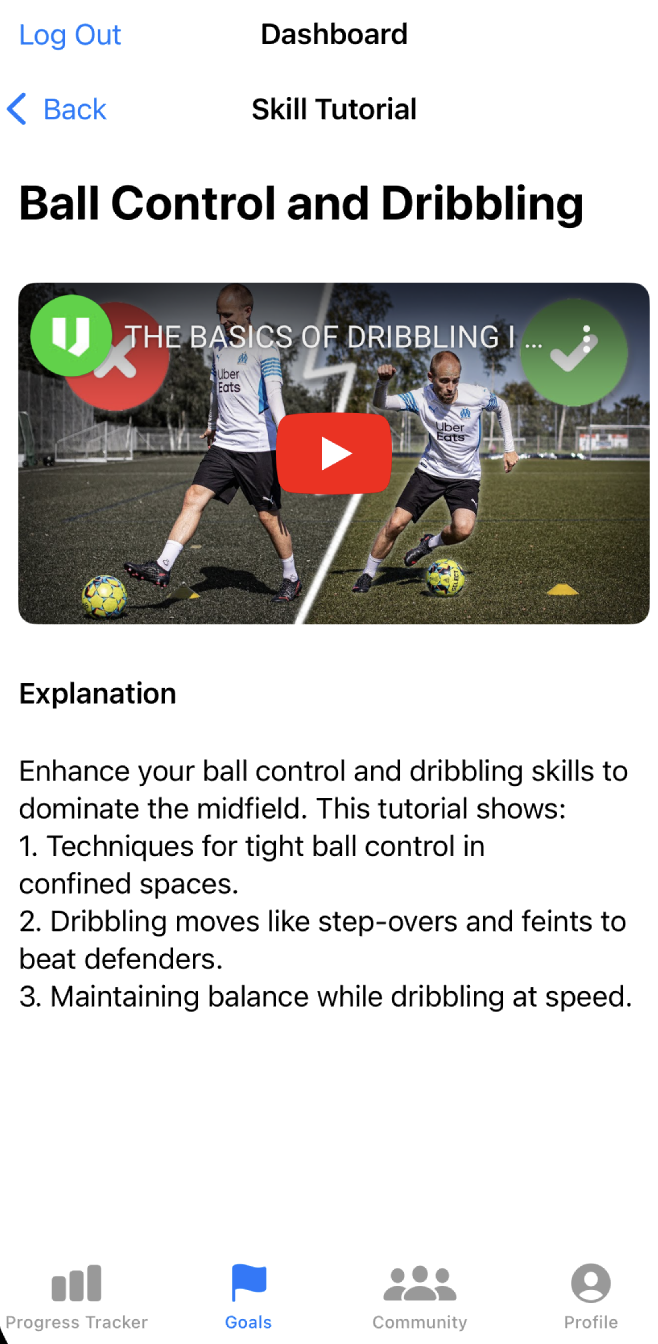 Log Out
Dashboard
Back
Skill Tutorial
Ball Control and Dribbling
THE BASICS OF DRIBBLING I ...
Uber
Eats
Uber
Eats
Explanation
Enhance your ball control and dribbling skills to
dominate the midfield. This tutorial shows:
1. Techniques for tight ball control in
confined spaces.
2. Dribbling moves like step-overs and feints to
beat defenders.
3. Maintaining balance while dribbling at speed.
Progress Tracker
Goals
Community
Profile